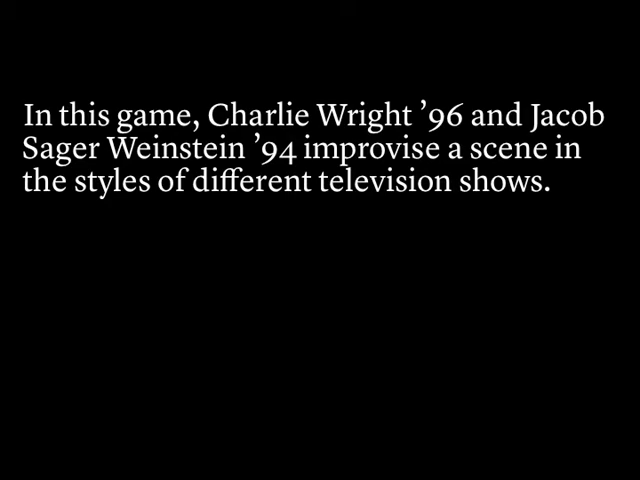 In this game, Charlie Wright ’96 and Jacob
Sager Weinstein ’94 improvise a scene in
the styles of different television shows.